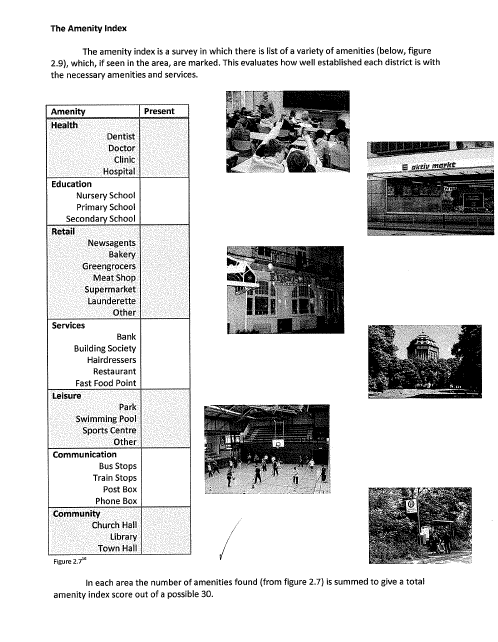 The Amenity Index
The amenity index is a survey in which there is list of a variety of amenities (below, figure
2.9), which, if seen in the area, are marked. This evaluates how well established each district is with
the necessary amenities and services.
Amenity Present
Health
Dentist
Doctor
Clinic
Hospital
Education
Nursery School
Primary School
Secondary School
Retail
Newsagents
Bakery
Greengrocers
Meat Shop
Supermarket
Launderette
Other
Services
Bank
Building Society
Hairdressers
Restaurant
Fast Food Point
Leisure
Park
Swimming Pool
Sports Centre
Other
Communication
Bus Stops
Train Stops
Post Box
Phone Box
Community
Church Hall
Library
Town Hall
aktiv markt
Figure 2.7
In each area the number of amenities found (from figure 2.7) is summed to give a total
amenity index score out of a possible 30.